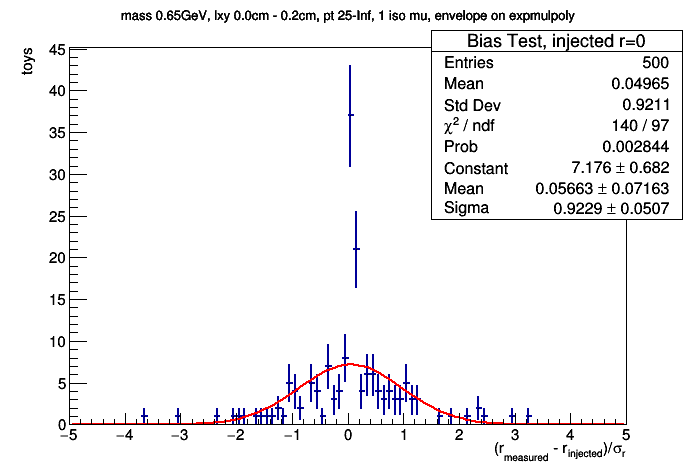 mass 0.65GeV, lxy 0.0cm - 0.2cm, pt 25-Inf, 1 iso mu, envelope on expmulpoly
Bias Test, injected r=0
Entries 500
Mean 0.04965
Std Dev 0.9211
χ² / ndf 140 / 97
Prob 0.002844
Constant 7.176 ± 0.682
Mean 0.05663 ± 0.07163
Sigma 0.9229 ± 0.0507
toys
45
40
35
30
25
20
15
10
5
0
−5 −4 −3 −2 −1 0 1 2 3 4 5
(r_measured - r_injected)/σ_r